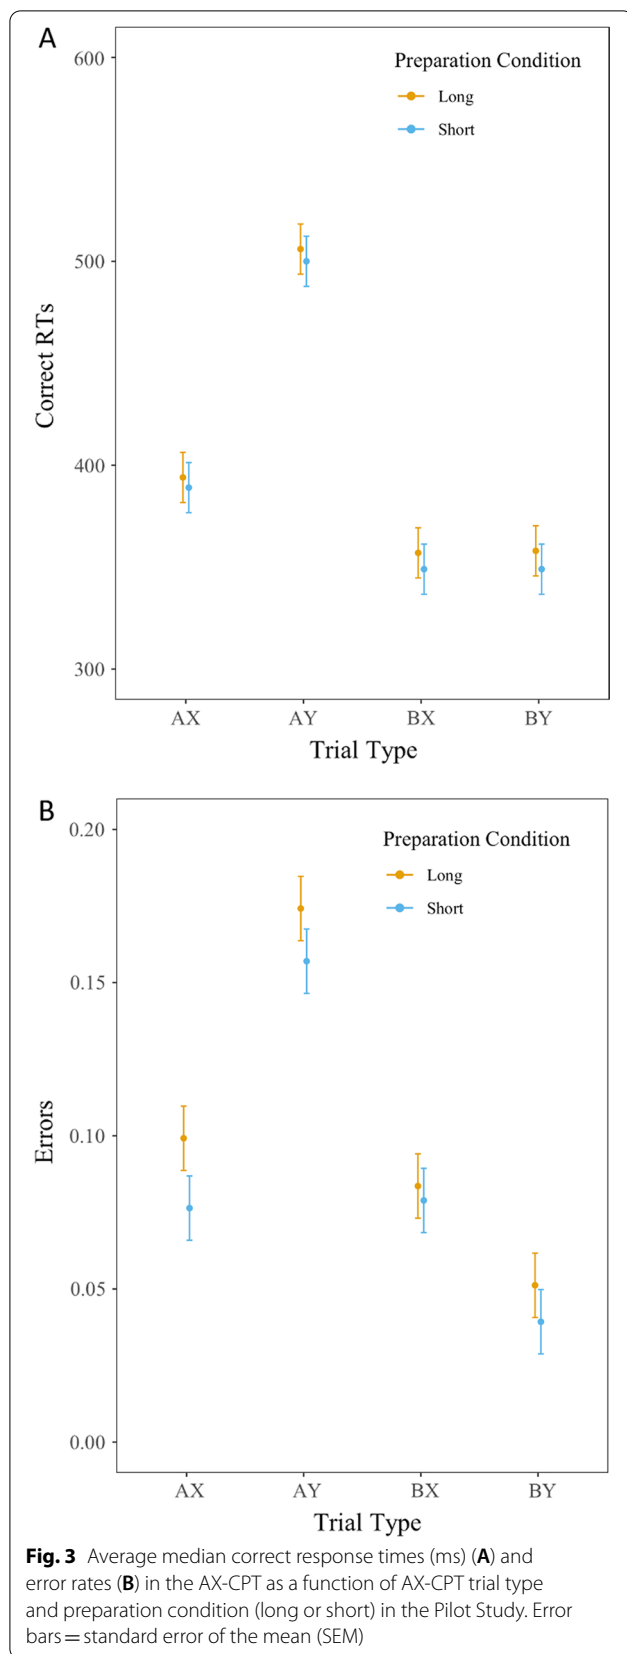 A
600
500
400
300
Correct RTs
Preparation Condition
Long
Short
AX AY BX BY
Trial Type
B
0.20
0.15
0.10
0.05
0.00
Errors
Preparation Condition
Long
Short
AX AY BX BY
Trial Type
Fig. 3 Average median correct response times (ms) (A) and
error rates (B) in the AX-CPT as a function of AX-CPT trial type
and preparation condition (long or short) in the Pilot Study. Error
bars = standard error of the mean (SEM)